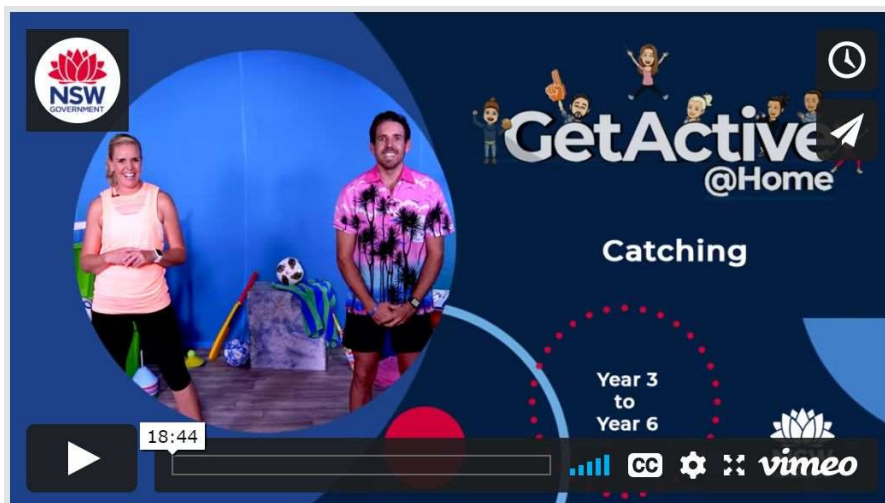 NSW
GOVERNMENT
GetActive
@Home
Catching
Year 3
to
Year 6
18:44
CC
vimeo